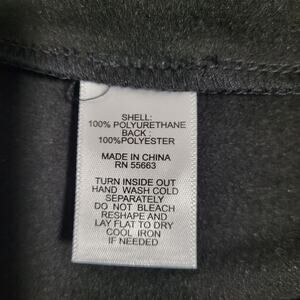 SHELL:
100% POLYURETHANE
BACK :
100%POLYESTER
MADE IN CHINA
RN 55663
TURN INSIDE OUT
HAND WASH COLD
SEPARATELY
DO NOT BLEACH
RESHAPE AND
LAY FLAT TO DRY
COOL IRON
IF NEEDED